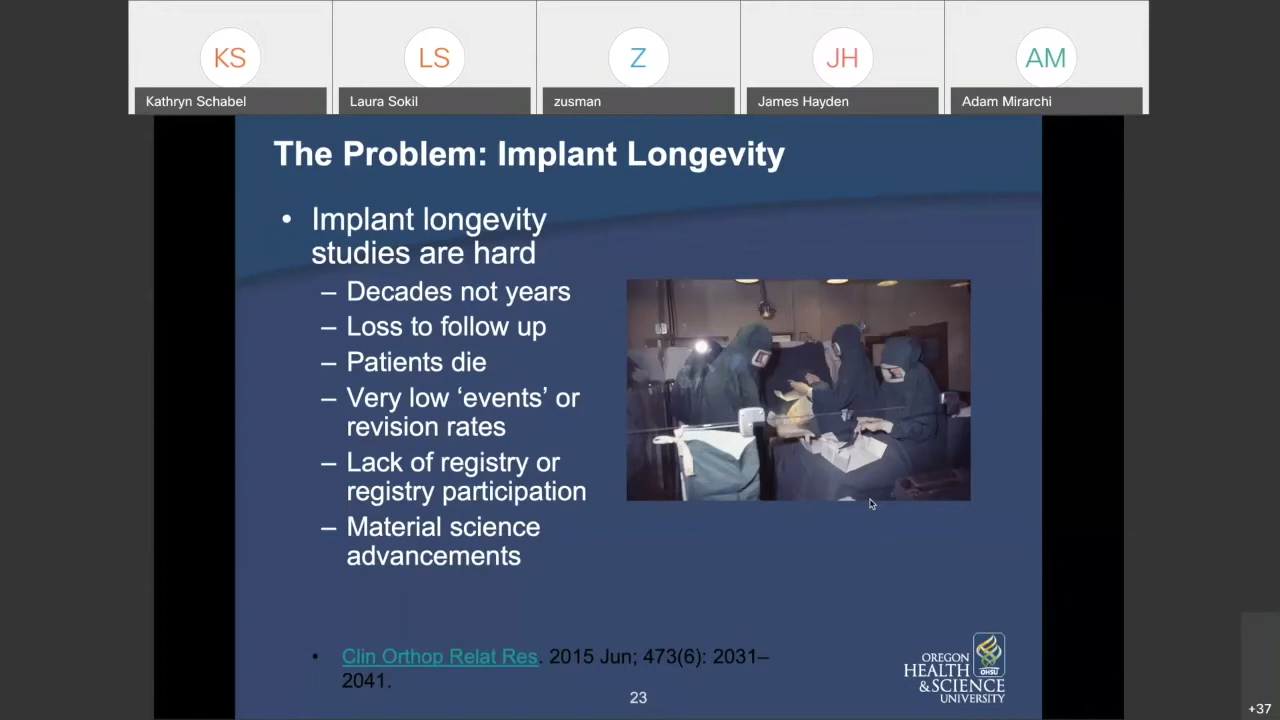 KS
LS
Z
JH
AM
Kathryn Schabel
Laura Sokil
zusman
James Hayden
Adam Mirarchi
The Problem: Implant Longevity
• Implant longevity
studies are hard
– Decades not years
– Loss to follow up
– Patients die
– Very low ‘events’ or
revision rates
– Lack of registry or
registry participation
– Material science
advancements
• Clin Orthop Relat Res. 2015 Jun; 473(6): 2031–
2041.
23
OREGON
HEALTH
&SCIENCE
UNIVERSITY
OHSU
+37